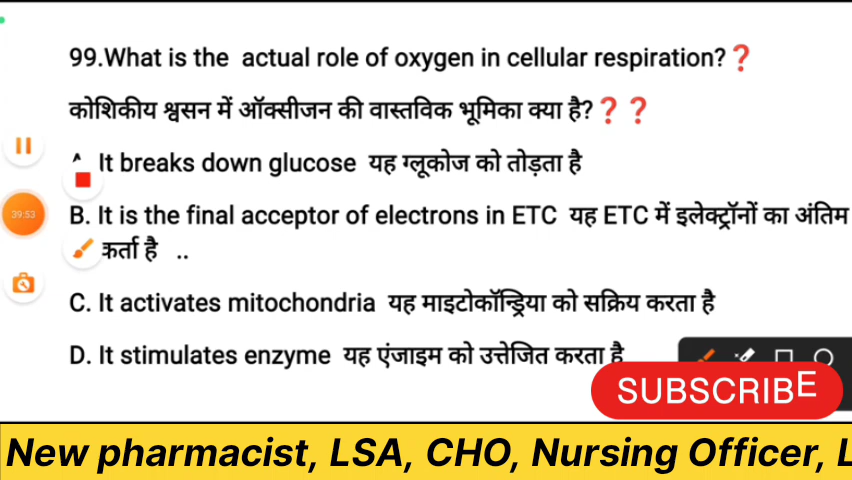 99.What is the actual role of oxygen in cellular respiration?❓
कोशिकीय श्वसन में ऑक्सीजन की वास्तविक भूमिका क्या है?❓❓
It breaks down glucose यह ग्लूकोज को तोड़ता है
39:53
B. It is the final acceptor of electrons in ETC यह ETC में इलेक्ट्रॉनों का अंतिम
कर्ता है ..
C. It activates mitochondria यह माइटोकॉन्ड्रिया को सक्रिय करता है
D. It stimulates enzyme यह एंजाइम को उत्तेजित करता है
SUBSCRIBE
New pharmacist, LSA, CHO, Nursing Officer, L